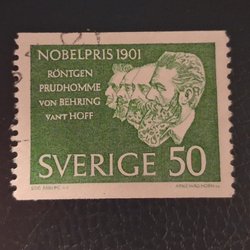 NOBELPRIS 1901
RÖNTGEN
PRUDHOMME
VON BEHRING
VANT HOFF
SVERIGE 50